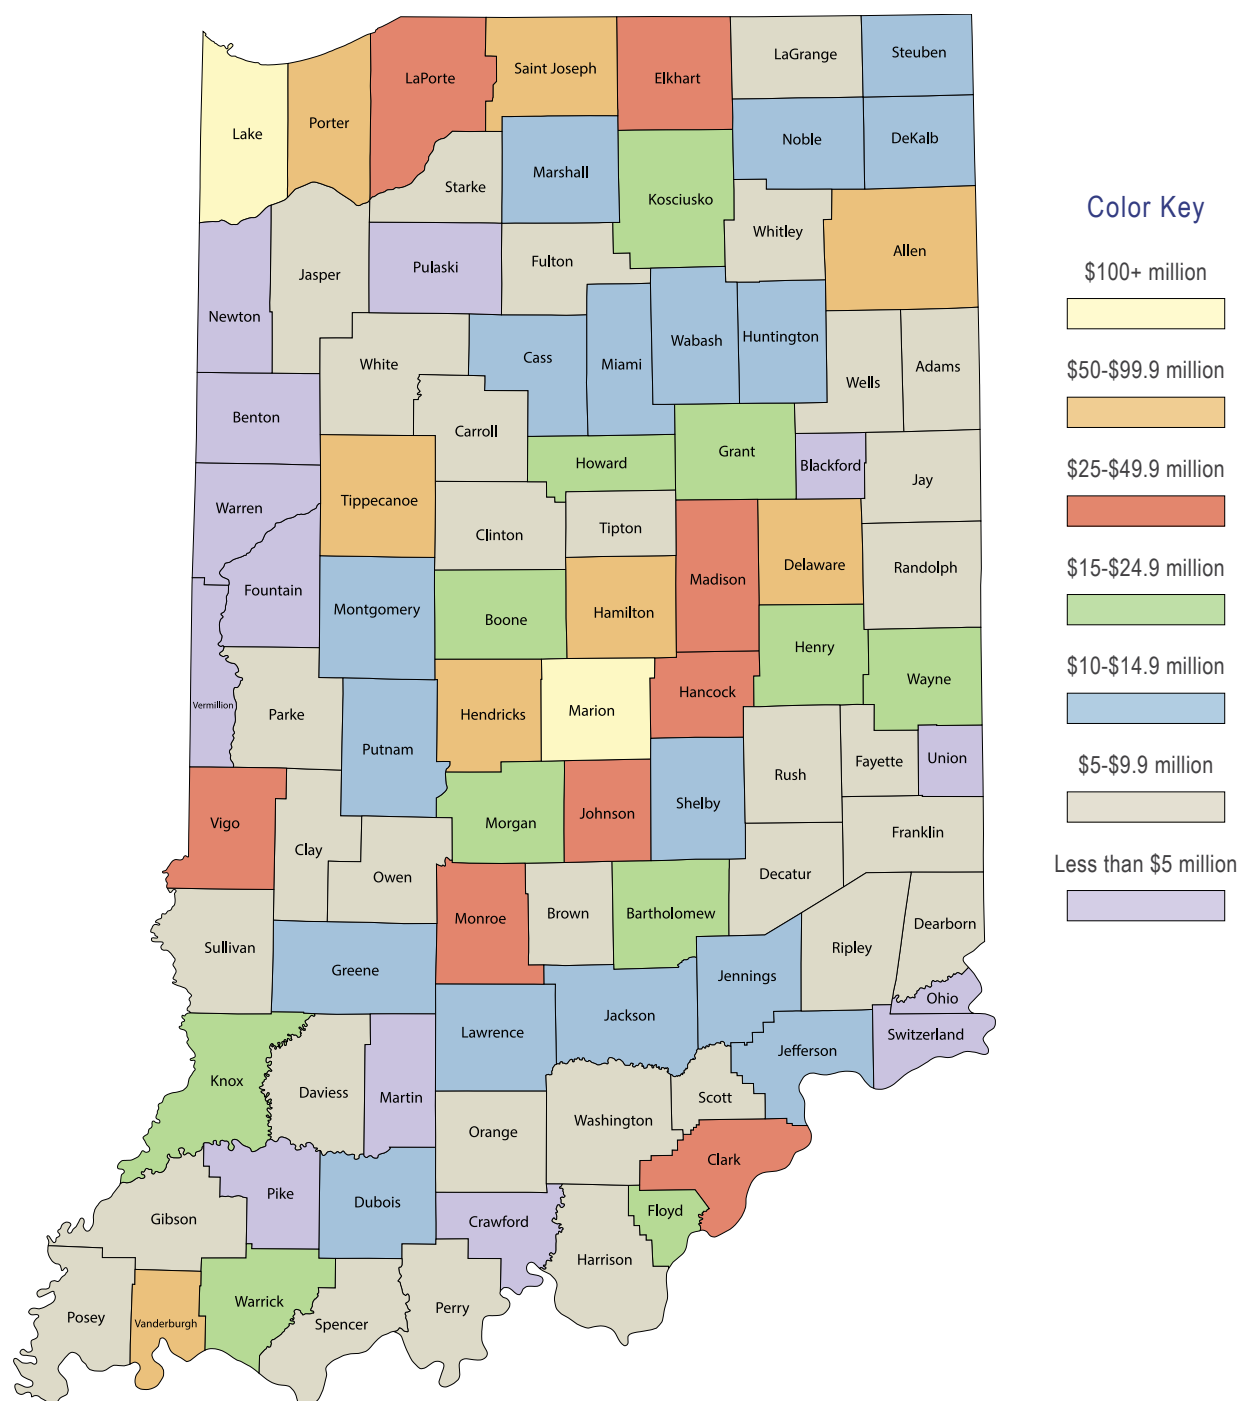 LaGrange
Steuben
LaPorte
Saint Joseph
Elkhart
Lake
Porter
Noble
DeKalb
Marshall
Starke
Kosciusko
Color Key
Whitley
Allen
Fulton
Pulaski
Jasper
$100+ million
Newton
Huntington
Wabash
Cass
Miami
White
Adams
$50-$99.9 million
Wells
Benton
Carroll
Grant
Howard
Blackford
$25-$49.9 million
Jay
Tippecanoe
Warren
Tipton
Clinton
Delaware
Randolph
$15-$24.9 million
Madison
Fountain
Montgomery
Hamilton
Boone
Henry
$10-$14.9 million
Wayne
Hancock
Vermillion
Marion
Hendricks
Parke
Putnam
Union
Fayette
$5-$9.9 million
Rush
Shelby
Johnson
Vigo
Morgan
Franklin
Clay
Less than $5 million
Decatur
Owen
Brown
Bartholomew
Monroe
Dearborn
Sullivan
Ripley
Greene
Jennings
Ohio
Jackson
Lawrence
Switzerland
Jefferson
Knox
Daviess
Martin
Scott
Washington
Orange
Clark
Pike
Dubois
Floyd
Gibson
Crawford
Harrison
Warrick
Perry
Posey
Vanderburgh
Spencer